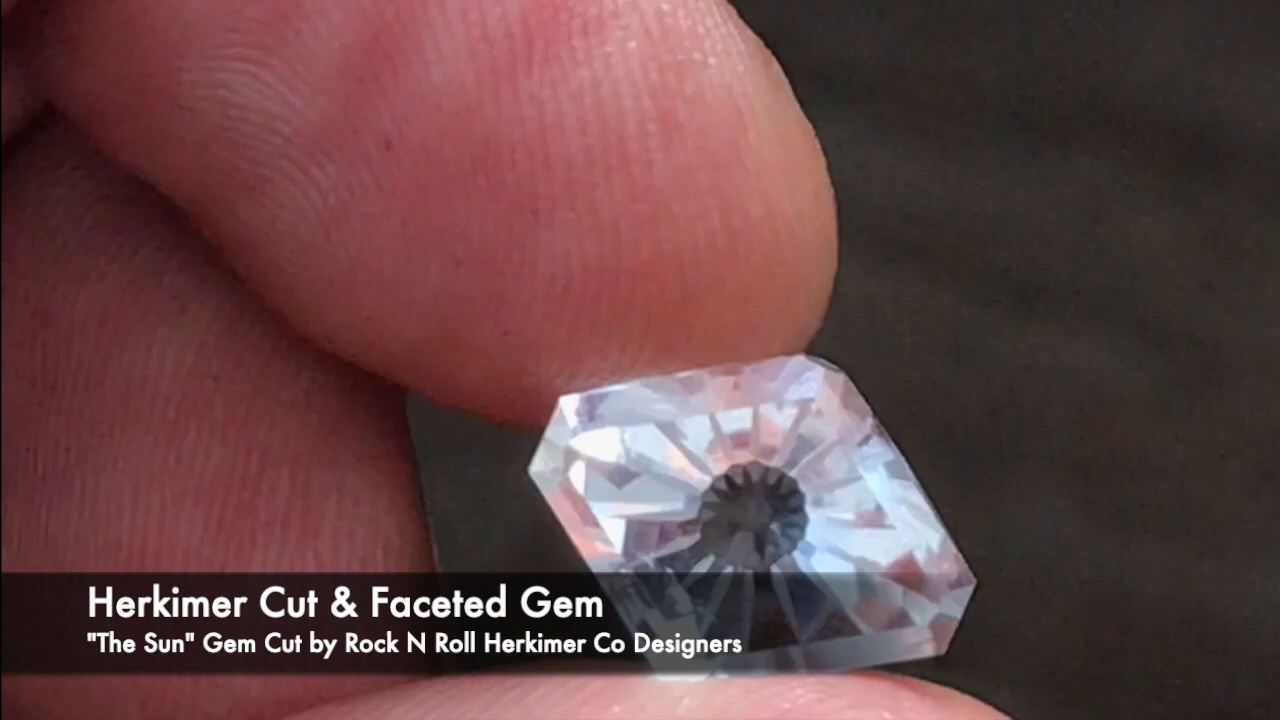 Herkimer Cut & Faceted Gem
"The Sun" Gem Cut by Rock N Roll Herkimer Co Designers